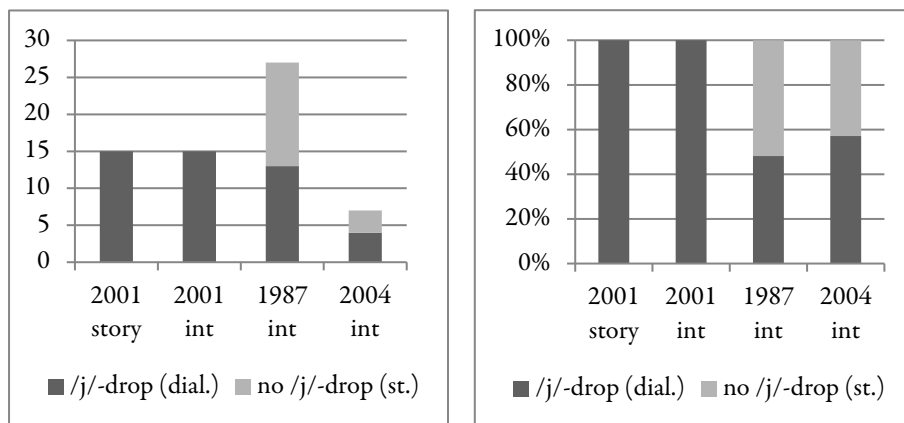 30
25
20
15
10
5
0
2001 2001 1987 2004
story int int int
/j/-drop (dial.) no /j/-drop (st.)
100%
80%
60%
40%
20%
0%
2001 2001 1987 2004
story int int int
/j/-drop (dial.) no /j/-drop (st.)